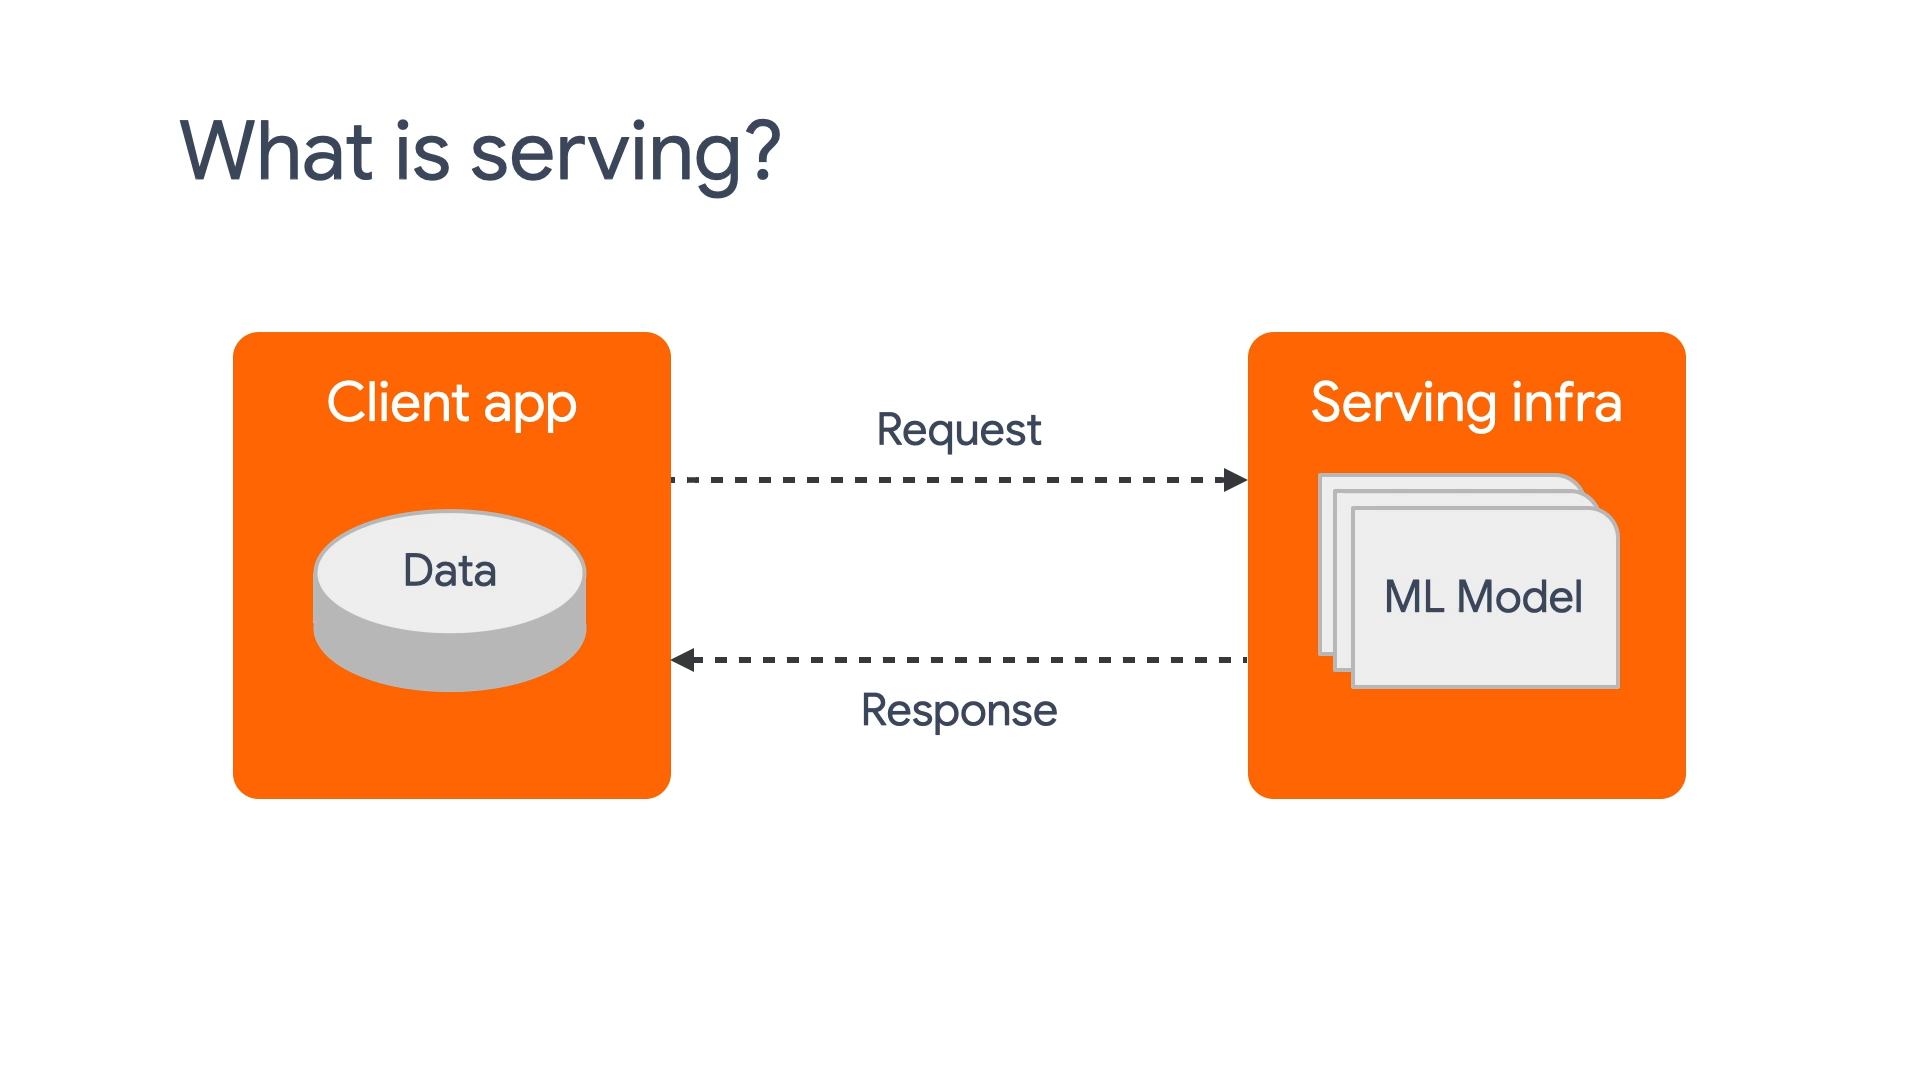 What is serving?
Client app
Data
Request
Response
Serving infra
ML Model